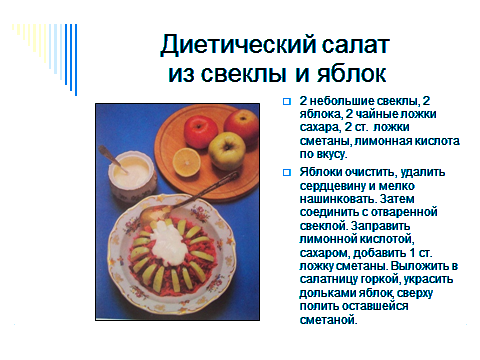 Диетический салат
из свеклы и яблок
2 небольшие свеклы, 2
яблока, 2 чайные ложки
сахара, 2 ст. ложки
сметаны, лимонная кислота
по вкусу.
Яблоки очистить, удалить
сердцевину и мелко
нашинковать. Затем
соединить с отваренной
свеклой. Заправить
лимонной кислотой,
сахаром, добавить 1 ст.
ложку сметаны. Выложить в
салатницу горкой, украсить
дольками яблок, сверху
полить оставшейся
сметаной.